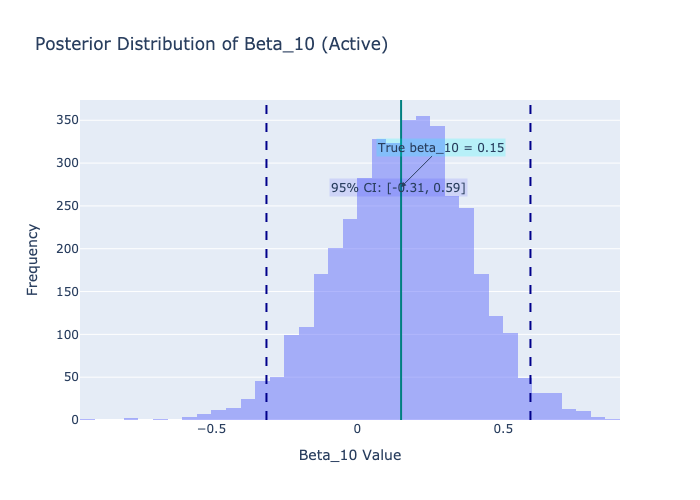 Posterior Distribution of Beta_10 (Active)
350
300
250
200
150
100
50
0
Frequency
True beta_10 = 0.15
95% CI: [-0.31, 0.59]
−0.5
0
0.5
Beta_10 Value